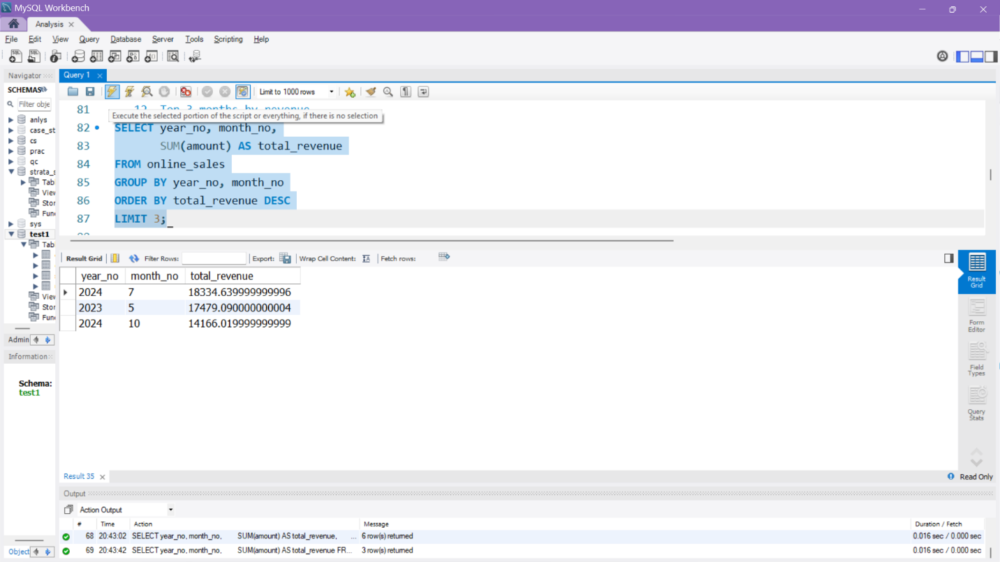 MySQL Workbench
Analysis
File Edit View Query Database Server Tools Scripting Help
Navigator
Query 1
SCHEMAS
Limit to 1000 rows
Filter obje
81
Execute the selected portion of the script or everything, if there is no selection
anlys
82 SELECT year_no, month_no,
case_st
cs
83 SUM(amount) AS total_revenue
prac
qc
84 FROM online_sales
strata_s
Tabl
85 GROUP BY year_no, month_no
View
86 ORDER BY total_revenue DESC
Stor
Func
87 LIMIT 3;
sys
test1
Tabl
Result Grid Filter Rows: Export: Wrap Cell Content: Fetch rows:
year_no month_no total_revenue
2024 7 18334.639999999996
2023 5 17479.090000000004
2024 10 14166.019999999999
View
Stor
Func
Result Grid
Form Editor
Field Types
Query Stats
Admin
Information
Schema:
test1
Result 35
Read Only
Output
Action Output
# Time Action Message Duration / Fetch
68 20:43:02 SELECT year_no, month_no, SUM(amount) AS total_revenue, ... 6 row(s) returned 0.016 sec / 0.000 sec
69 20:43:42 SELECT year_no, month_no, SUM(amount) AS total_revenue FR... 3 row(s) returned 0.016 sec / 0.000 sec
Object